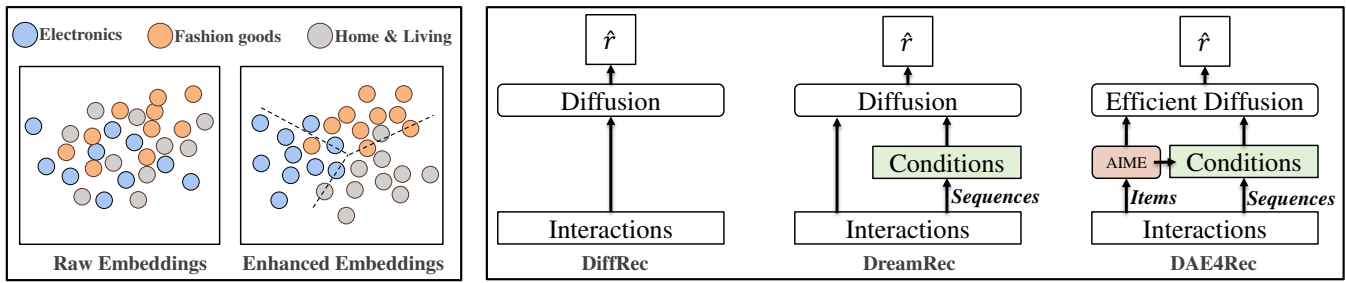 Electronics Fashion goods Home & Living
Raw Embeddings Enhanced Embeddings
r̂
Diffusion
Interactions
DiffRec
r̂
Diffusion
Conditions
Sequences
Interactions
DreamRec
r̂
Efficient Diffusion
AIME Conditions
Items Sequences
Interactions
DAE4Rec